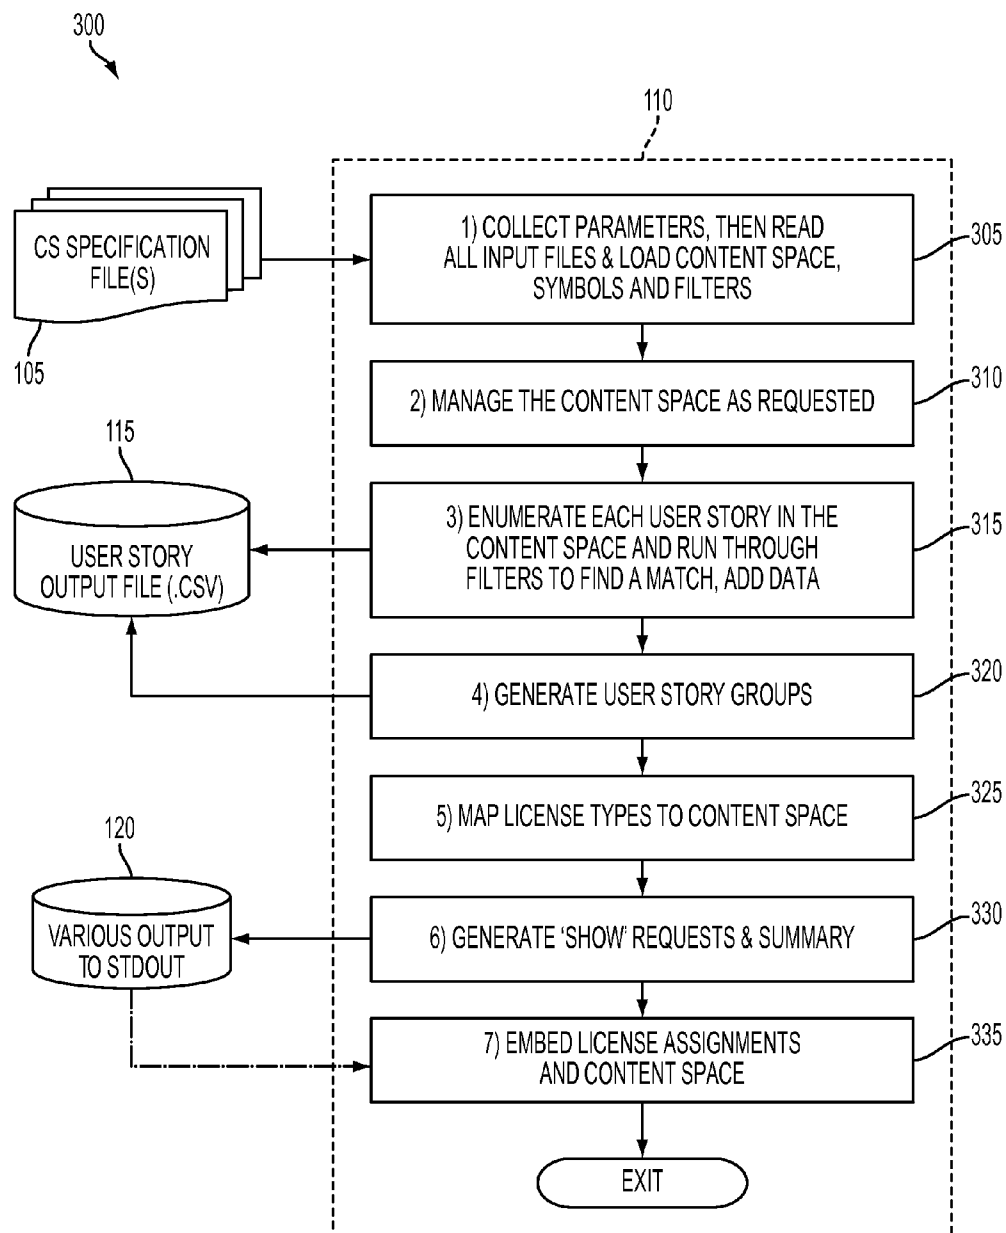 300
110
CS SPECIFICATION
FILE(S)
105
1) COLLECT PARAMETERS, THEN READ
ALL INPUT FILES & LOAD CONTENT SPACE,
SYMBOLS AND FILTERS
305
2) MANAGE THE CONTENT SPACE AS REQUESTED
310
115
USER STORY
OUTPUT FILE (.CSV)
3) ENUMERATE EACH USER STORY IN THE
CONTENT SPACE AND RUN THROUGH
FILTERS TO FIND A MATCH, ADD DATA
315
4) GENERATE USER STORY GROUPS
320
5) MAP LICENSE TYPES TO CONTENT SPACE
325
120
VARIOUS OUTPUT
TO STDOUT
6) GENERATE ‘SHOW’ REQUESTS & SUMMARY
330
7) EMBED LICENSE ASSIGNMENTS
AND CONTENT SPACE
335
EXIT